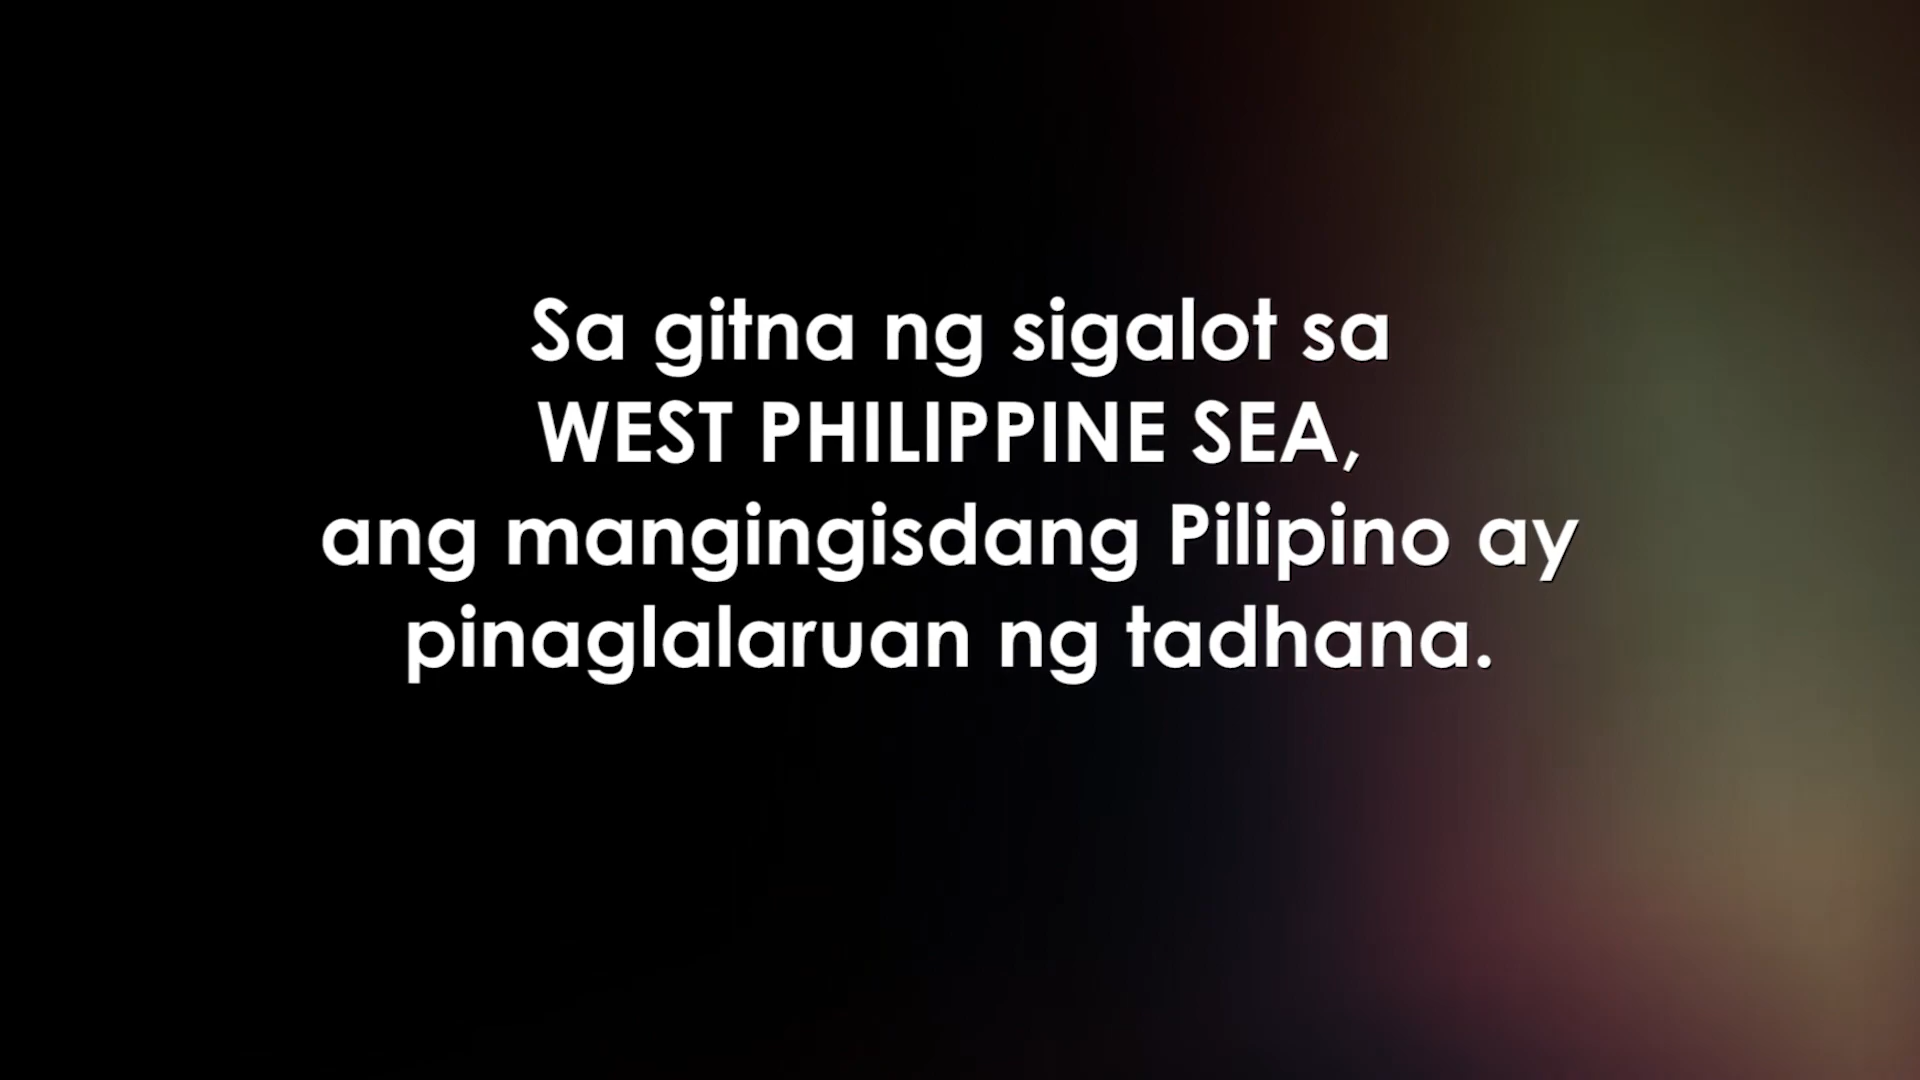 Sa gitna ng sigalot sa
WEST PHILIPPINE SEA,
ang mangingisdang Pilipino ay
pinaglalaruan ng tadhana.